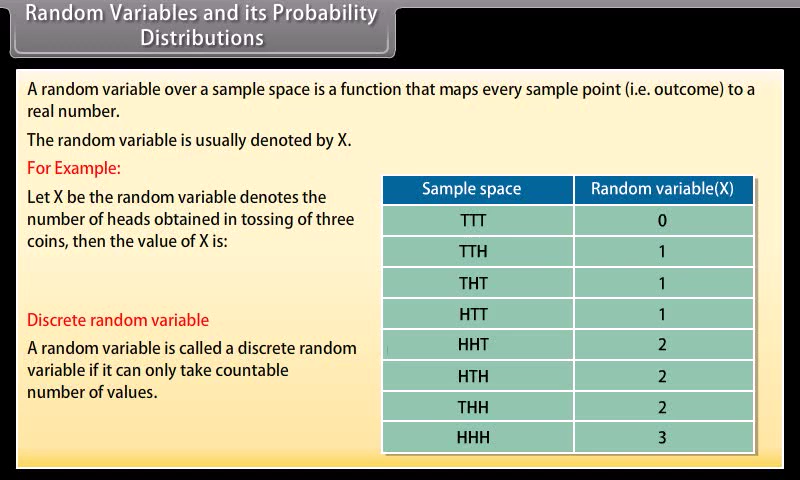 Random Variables and its Probability
Distributions
A random variable over a sample space is a function that maps every sample point (i.e. outcome) to a
real number.
The random variable is usually denoted by X.
For Example:
Let X be the random variable denotes the
number of heads obtained in tossing of three
coins, then the value of X is:
Discrete random variable
A random variable is called a discrete random
variable if it can only take countable
number of values.
Sample space Random variable(X)
TTT 0
TTH 1
THT 1
HTT 1
HHT 2
HTH 2
THH 2
HHH 3